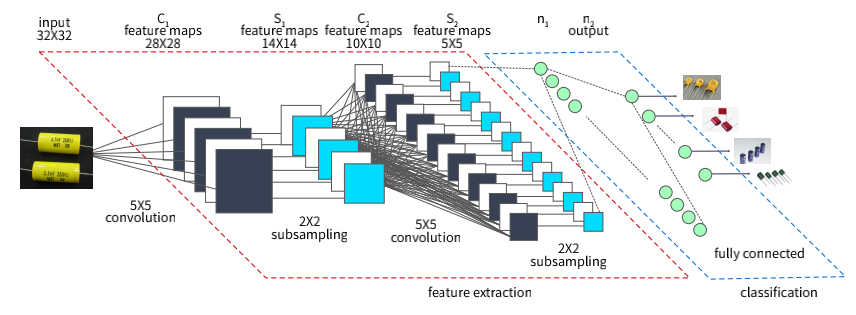 input
32X32
C1
feature maps
28X28
S1
feature maps
14X14
C2
feature maps
10X10
S2
feature maps
5X5
n1
n2
output
5X5
convolution
2X2
subsampling
5X5
convolution
2X2
subsampling
fully connected
feature extraction
classification